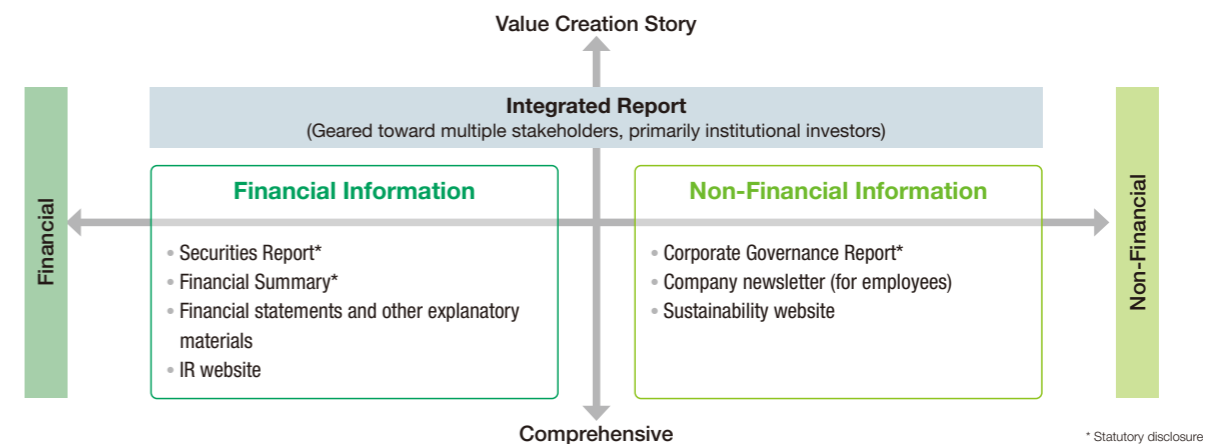 Value Creation Story
Integrated Report
(Geared toward multiple stakeholders, primarily institutional investors)
Financial
Financial Information
• Securities Report*
• Financial Summary*
• Financial statements and other explanatory
materials
• IR website
Non-Financial Information
• Corporate Governance Report*
• Company newsletter (for employees)
• Sustainability website
Non-Financial
Comprehensive
* Statutory disclosure